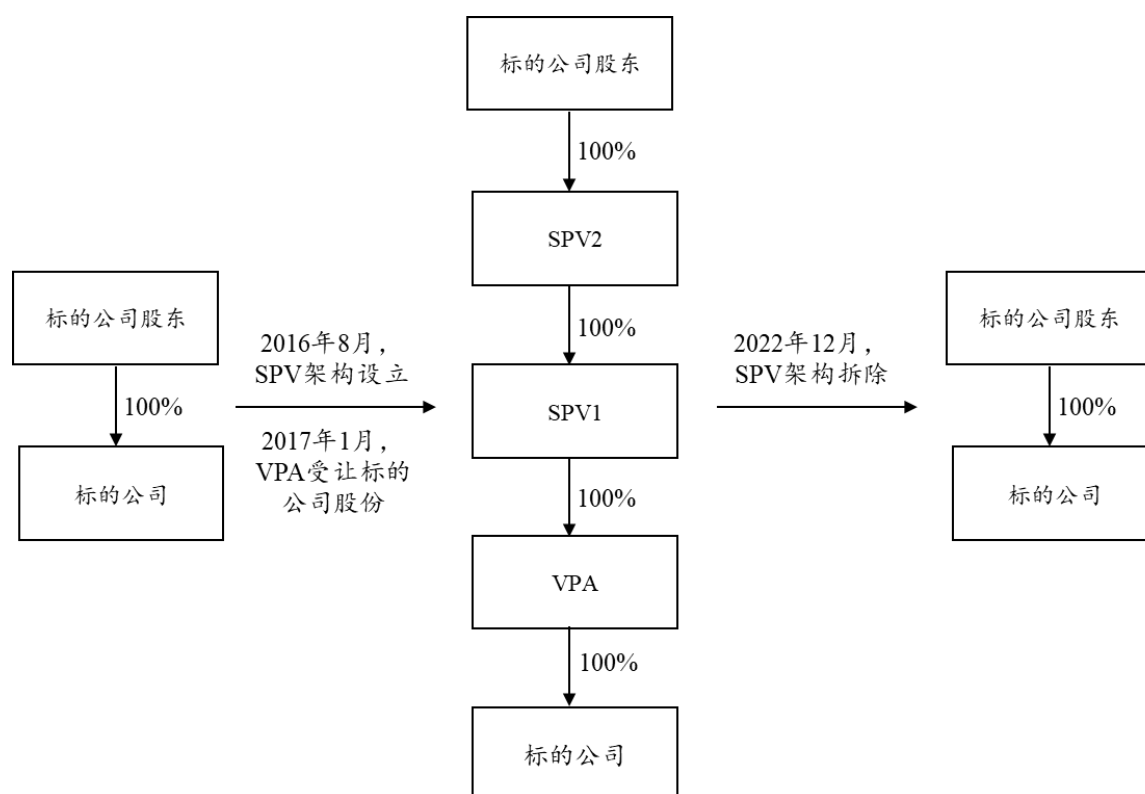 标的公司股东
100%
标的公司
2016年8月，
SPV架构设立
2017年1月，
VPA受让标的
公司股份
标的公司股东
100%
SPV2
100%
SPV1
100%
VPA
100%
标的公司
2022年12月，
SPV架构拆除
标的公司股东
100%
标的公司